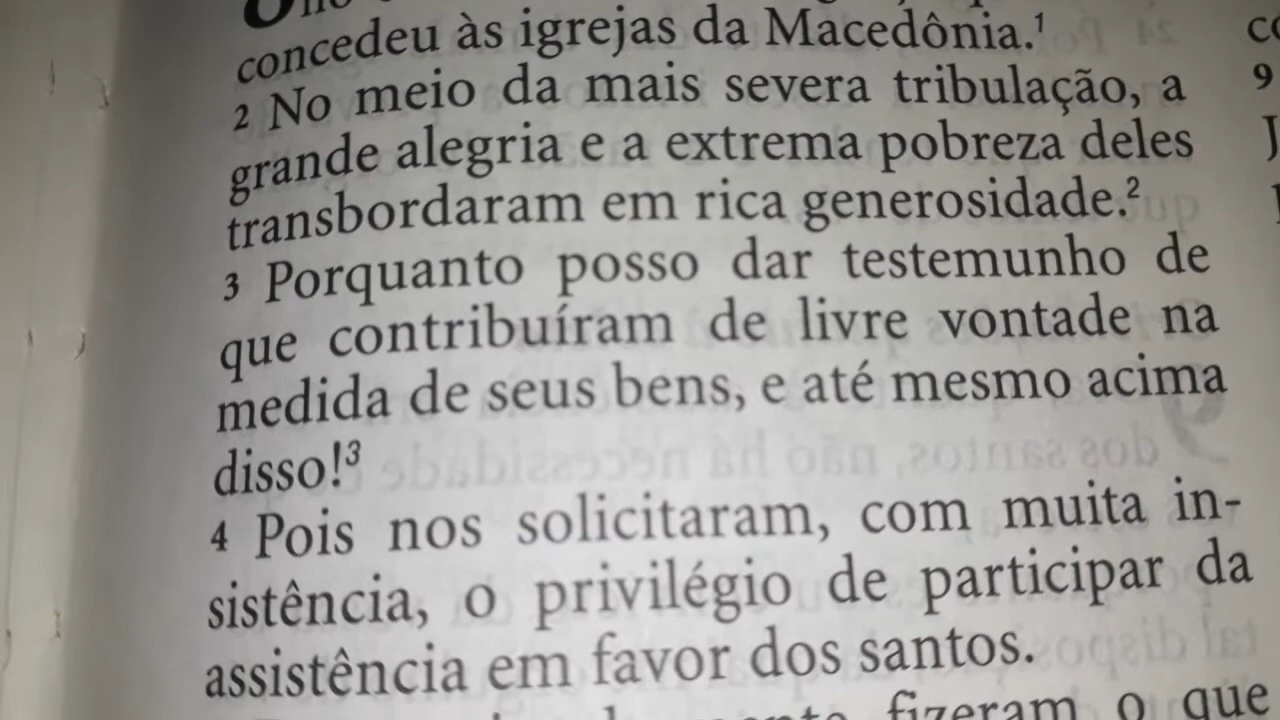 concedeu às igrejas da Macedônia.¹
2 No meio da mais severa tribulação, a
grande alegria e a extrema pobreza deles
transbordaram em rica generosidade.²
3 Porquanto posso dar testemunho de
que contribuíram de livre vontade na
medida de seus bens, e até mesmo acima
disso!³
4 Pois nos solicitaram, com muita in-
sistência, o privilégio de participar da
assistência em favor dos santos.
fizeram o que
9